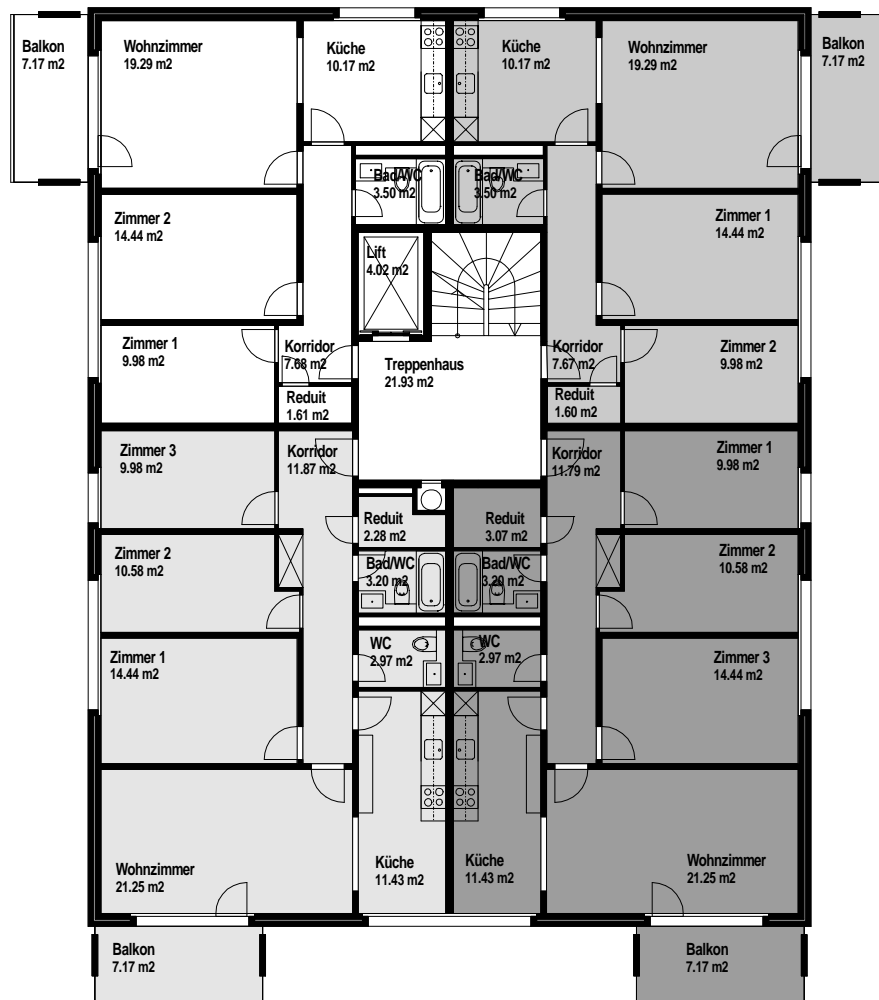 Balkon
7.17 m2
Wohnzimmer
19.29 m2
Küche
10.17 m2
Küche
10.17 m2
Wohnzimmer
19.29 m2
Balkon
7.17 m2
Bad/WC
3.50 m2
Bad/WC
3.50 m2
Zimmer 2
14.44 m2
Lift
4.02 m2
Zimmer 1
14.44 m2
Zimmer 1
9.98 m2
Korridor
7.68 m2
Treppenhaus
21.93 m2
Korridor
7.67 m2
Zimmer 2
9.98 m2
Reduit
1.61 m2
Reduit
1.60 m2
Zimmer 3
9.98 m2
Korridor
11.87 m2
Korridor
11.79 m2
Zimmer 1
9.98 m2
Reduit
2.28 m2
Reduit
3.07 m2
Zimmer 2
10.58 m2
Bad/WC
3.20 m2
Bad/WC
3.20 m2
Zimmer 2
10.58 m2
Zimmer 1
14.44 m2
WC
2.97 m2
WC
2.97 m2
Zimmer 3
14.44 m2
Wohnzimmer
21.25 m2
Küche
11.43 m2
Küche
11.43 m2
Wohnzimmer
21.25 m2
Balkon
7.17 m2
Balkon
7.17 m2